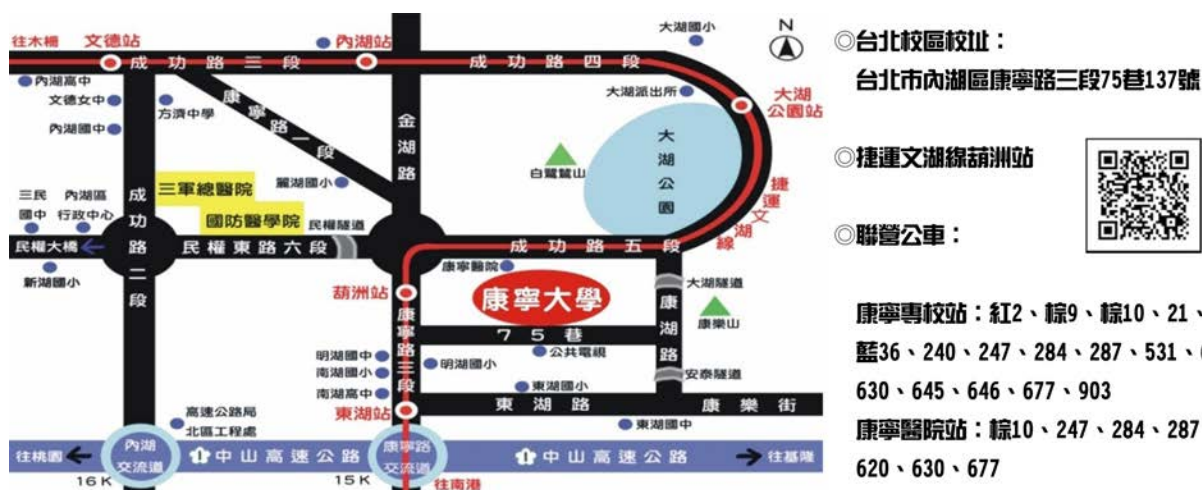 往木柵
文德站
內湖站
大湖國小
N
成功路三段
成功路四段
內湖高中
文德女中
方濟中學
康寧路一段
金湖路
大湖派出所
大湖公園站
內湖國中
大湖公園
白鷺鷥山
三軍總醫院
麗湖國小
三民國中
內湖區行政中心
成功路二段
國防醫學院
民權隧道
捷運文湖線
民權大橋
民權東路六段
成功路五段
新湖國小
康寧醫院
大湖隧道
葫洲站
康寧大學
康湖路
康樂山
康寧路三段
75巷
明湖國中
明湖國小
公共電視
南湖國小
安泰隧道
南湖高中
東湖國小
東湖站
東湖路
康樂街
高速公路局
北區工程處
東湖國中
往桃園
內湖交流道
1 中山高速公路
康寧路交流道
1 中山高速公路
往基隆
16K
15K
往南港
◎台北校區校址：
台北市內湖區康寧路三段75巷137號
◎捷運文湖線葫洲站
◎聯營公車：
康寧專校站：紅2、棕9、棕10、21、
藍36、240、247、284、287、531、
630、645、646、677、903
康寧醫院站：棕10、247、284、287
620、630、677